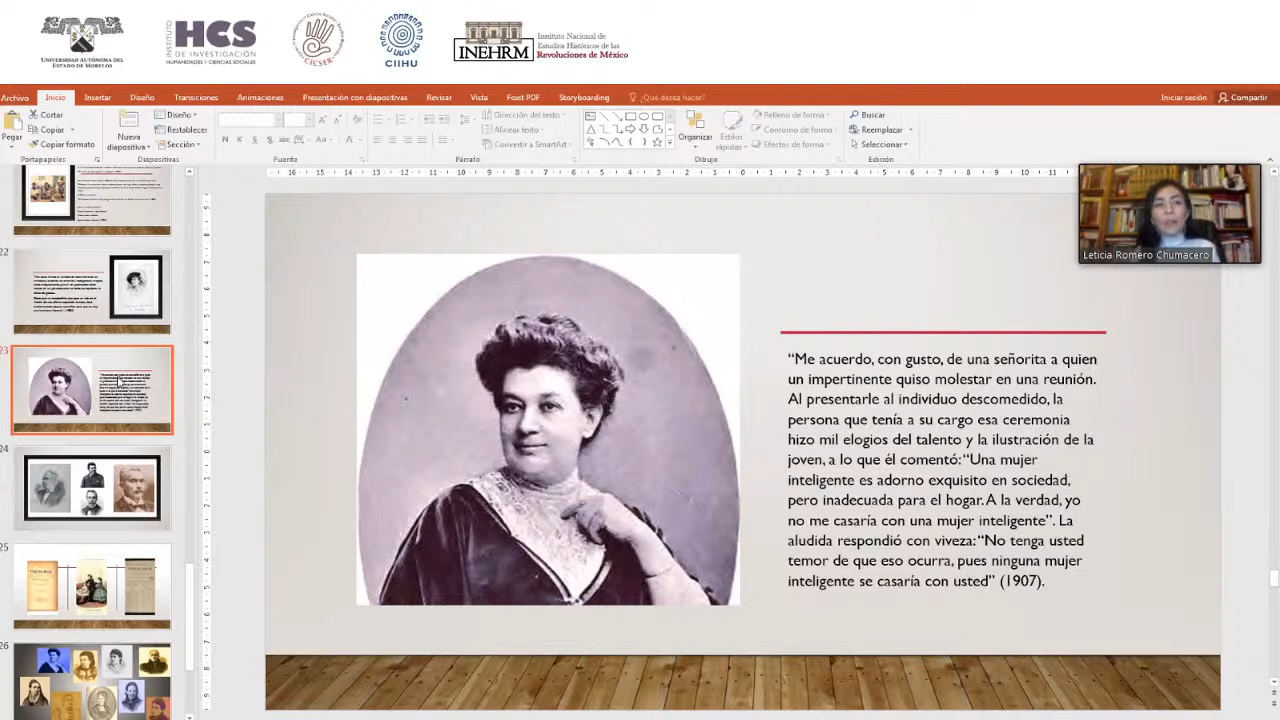 UNIVERSIDAD AUTÓNOMA DEL
ESTADO DE MORELOS
INSTITUTO
HCS
DE INVESTIGACIÓN
HUMANIDADES Y CIENCIAS SOCIALES
CICSER
CIIHU
INEHRM
Instituto Nacional de
Estudios Históricos de las
Revoluciones de México
Archivo Inicio Insertar Diseño Transiciones Animaciones Presentación con diapositivas Revisar Vista Foxit PDF Storyboarding ¿Qué desea hacer? Iniciar sesión Compartir
Pegar
Cortar
Copiar
Copiar formato
Portapapeles
Nueva
diapositiva
Diseño
Restablecer
Sección
Diapositivas
N K S S abc AV Aa A
Fuente
Dirección del texto
Alinear texto
Convertir a SmartArt
Párrafo
Organizar
Estilos
rápidos
Relleno de forma
Contorno de forma
Efectos de forma
Dibujo
Buscar
Reemplazar
Seleccionar
Edición
22
23
24
25
26
Leticia Romero Chumacero
“Me acuerdo, con gusto, de una señorita a quien
un impertinente quiso molestar en una reunión.
Al presentarle al individuo descomedido, la
persona que tenía a su cargo esa ceremonia
hizo mil elogios del talento y la ilustración de la
joven, a lo que él comentó: “Una mujer
inteligente es adorno exquisito en sociedad,
pero inadecuada para el hogar. A la verdad, yo
no me casaría con una mujer inteligente”. La
aludida respondió con viveza: “No tenga usted
temor de que eso ocurra, pues ninguna mujer
inteligente se casaría con usted” (1907).